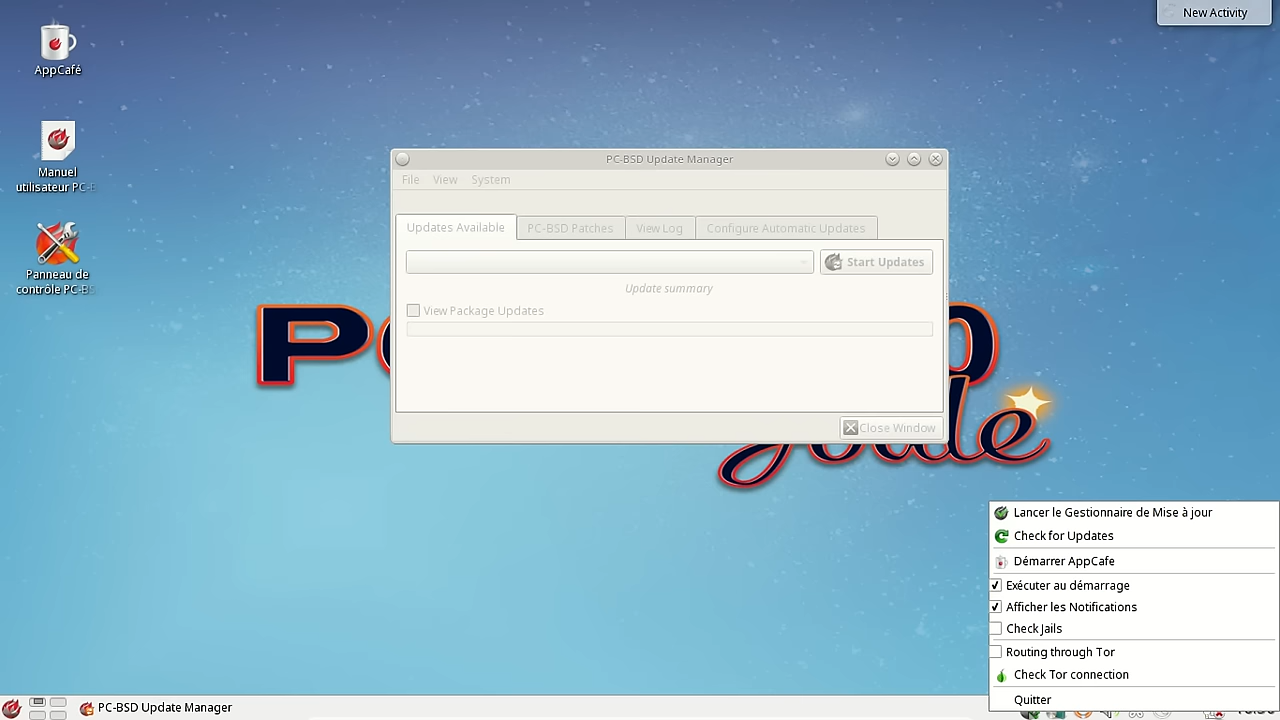 New Activity
AppCafé
Manuel
utilisateur PC-
Panneau de
contrôle PC-BS
PC-BSD Update Manager
File View System
Updates Available PC-BSD Patches View Log Configure Automatic Updates
Start Updates
Update summary
View Package Updates
Close Window
Lancer le Gestionnaire de Mise à jour
Check for Updates
Démarrer AppCafe
Exécuter au démarrage
Afficher les Notifications
Check Jails
Routing through Tor
Check Tor connection
Quitter
PC-BSD Update Manager